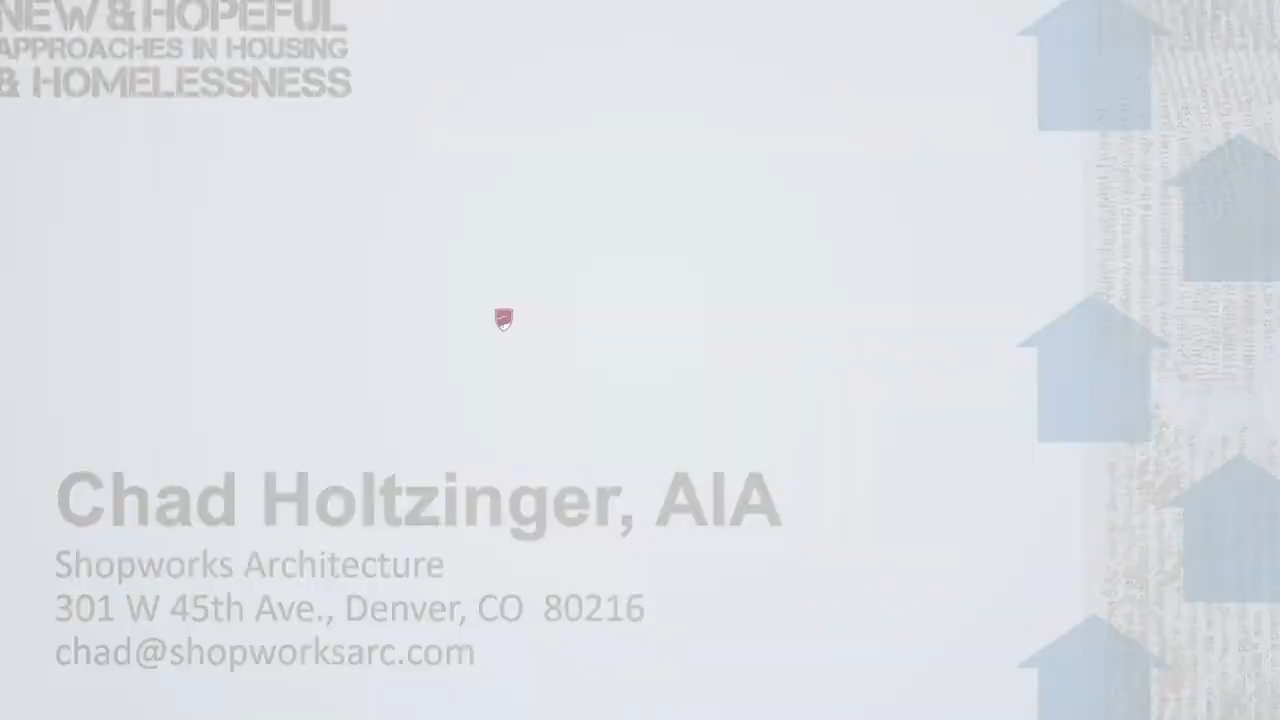 NEW & HOPEFUL
APPROACHES IN HOUSING
& HOMELESSNESS
Chad Holtzinger, AIA
Shopworks Architecture
301 W 45th Ave., Denver, CO 80216
chad@shopworksarc.com